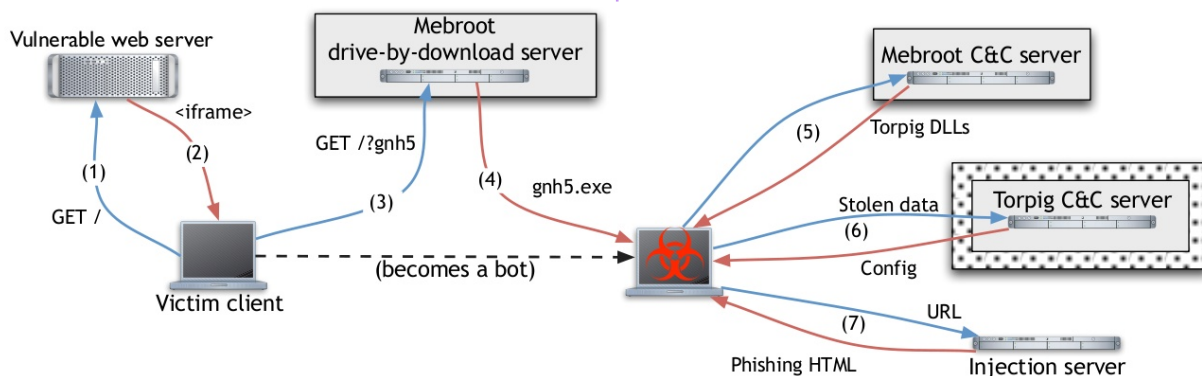 Vulnerable web server
Mebroot
drive-by-download server
Mebroot C&C server
<iframe>
GET /?gnh5
(1)
(2)
(3)
(4)
gnh5.exe
(5)
Torpig DLLs
GET /
Victim client
(becomes a bot)
Stolen data
(6)
Config
Torpig C&C server
URL
(7)
Phishing HTML
Injection server